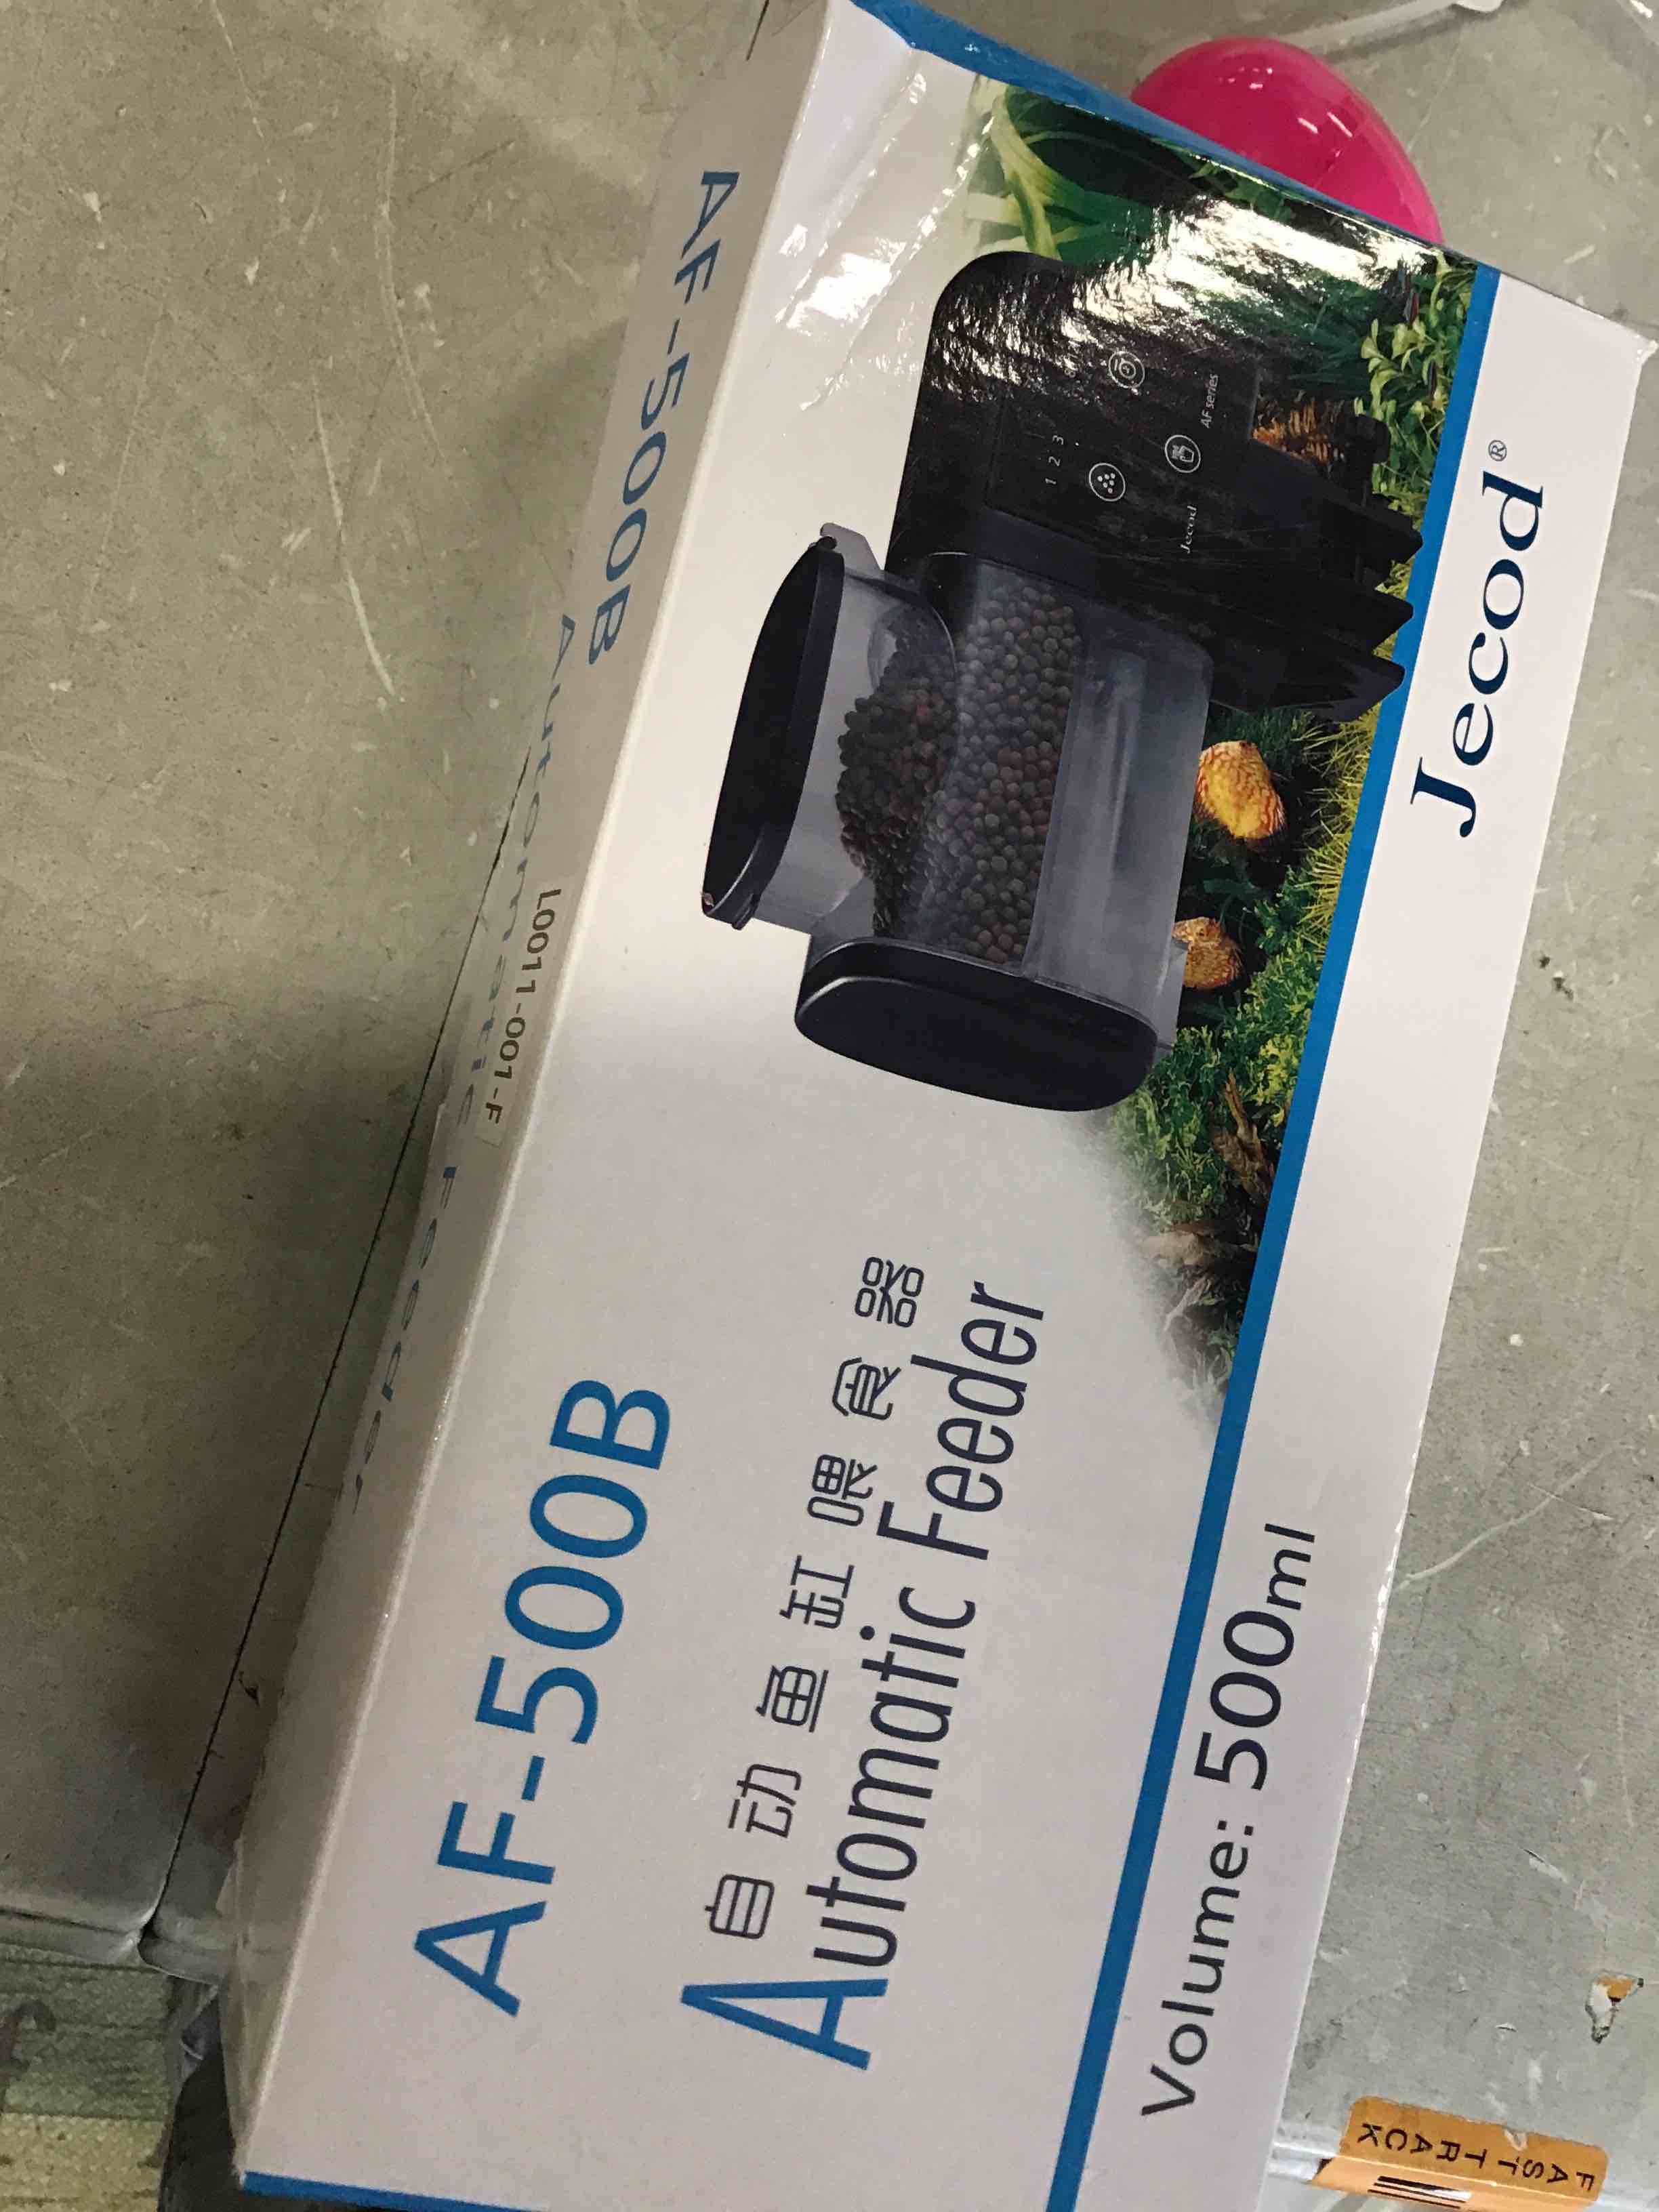 Jecod®
AF-500B
自动鱼缸喂食器
Automatic Feeder
Volume: 500ml
1 2 3
8
AF series
Jecod
AF-500B
Automatic Feeder
L0011-001-F
FAST TRACK